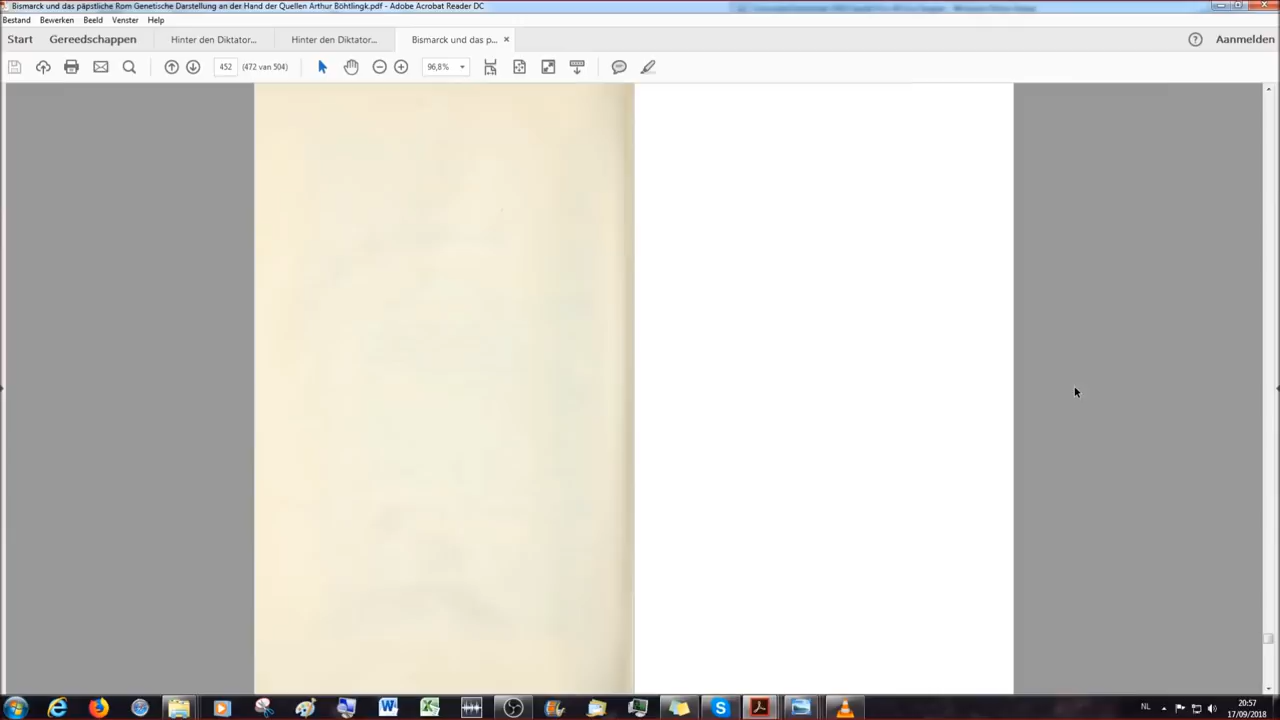 Bismarck und das päpstliche Rom Genetische Darstellung an der Hand der Quellen Arthur Böhtlingk.pdf - Adobe Acrobat Reader DC
Bestand Bewerken Beeld Venster Help
Start Gereedschappen Hinter den Diktator... Hinter den Diktator... Bismarck und das p... × ? Aanmelden
452 (472 van 504) 96,8%
NL 20:57
17/09/2018